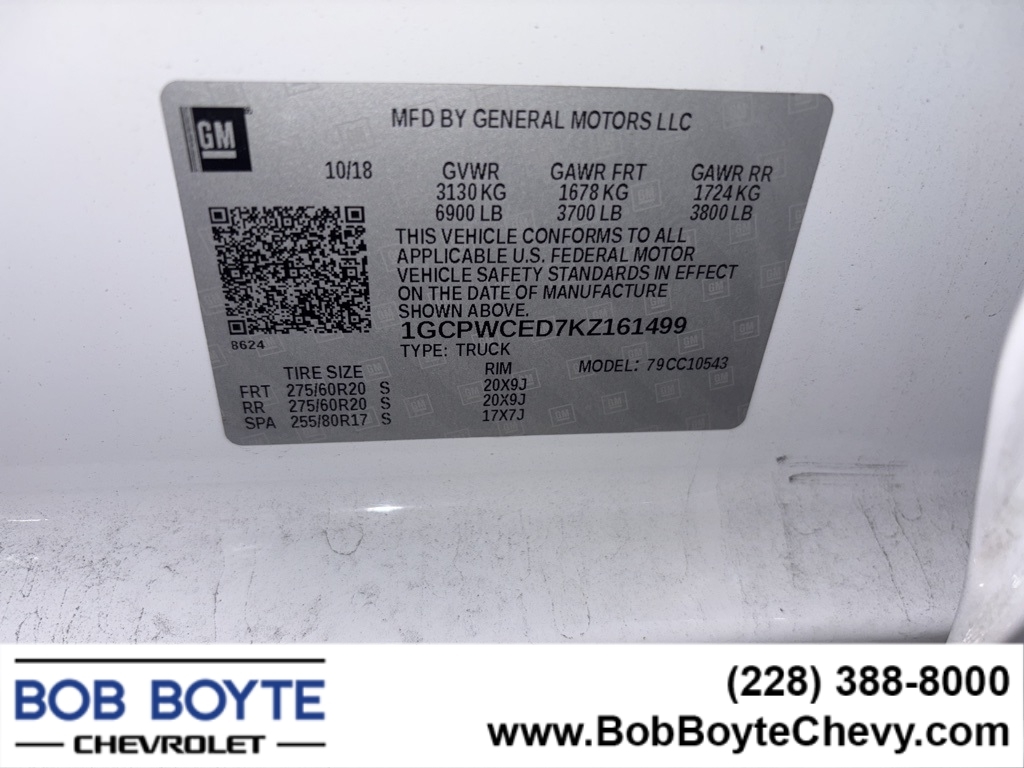 GM
MFD BY GENERAL MOTORS LLC
10/18 GVWR GAWR FRT GAWR RR
3130 KG 1678 KG 1724 KG
6900 LB 3700 LB 3800 LB
THIS VEHICLE CONFORMS TO ALL
APPLICABLE U.S. FEDERAL MOTOR
VEHICLE SAFETY STANDARDS IN EFFECT
ON THE DATE OF MANUFACTURE
SHOWN ABOVE.
8624
1GCPWCED7KZ161499
TYPE: TRUCK MODEL: 79CC10543
TIRE SIZE RIM
FRT 275/60R20 S 20X9J
RR 275/60R20 S 20X9J
SPA 255/80R17 S 17X7J
BOB BOYTE
CHEVROLET
(228) 388-8000
www.BobBoyteChevy.com